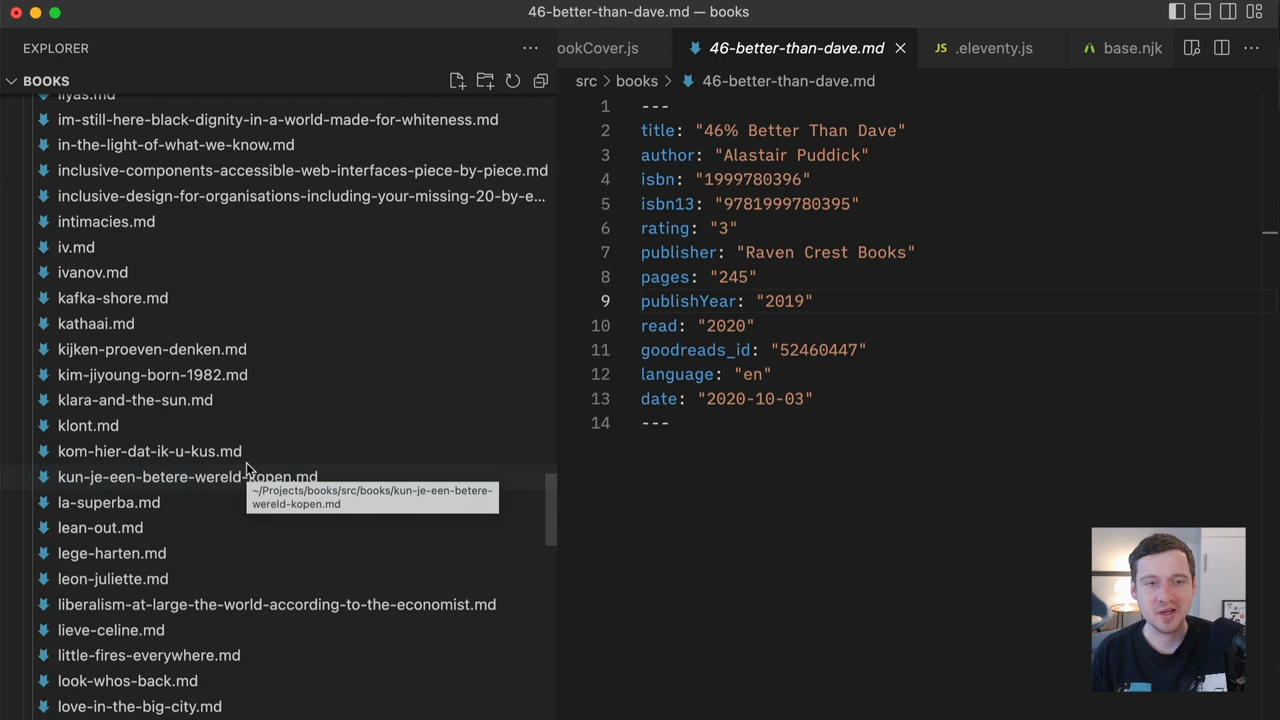 46-better-than-dave.md — books
EXPLORER
BOOKS
ilyas.md
im-still-here-black-dignity-in-a-world-made-for-whiteness.md
in-the-light-of-what-we-know.md
inclusive-components-accessible-web-interfaces-piece-by-piece.md
inclusive-design-for-organisations-including-your-missing-20-by-e...
intimacies.md
iv.md
ivanov.md
kafka-shore.md
kathaai.md
kijken-proeven-denken.md
kim-jiyoung-born-1982.md
klara-and-the-sun.md
klont.md
kom-hier-dat-ik-u-kus.md
kun-je-een-betere-wereld-kopen.md
~/Projects/books/src/books/kun-je-een-betere-
wereld-kopen.md
la-superba.md
lean-out.md
lege-harten.md
leon-juliette.md
liberalism-at-large-the-world-according-to-the-economist.md
lieve-celine.md
little-fires-everywhere.md
look-whos-back.md
love-in-the-big-city.md
ookCover.js 46-better-than-dave.md JS .eleventy.js base.njk
src > books > 46-better-than-dave.md
1 ---
2 title: "46% Better Than Dave"
3 author: "Alastair Puddick"
4 isbn: "1999780396"
5 isbn13: "9781999780395"
6 rating: "3"
7 publisher: "Raven Crest Books"
8 pages: "245"
9 publishYear: "2019"
10 read: "2020"
11 goodreads_id: "52460447"
12 language: "en"
13 date: "2020-10-03"
14 ---